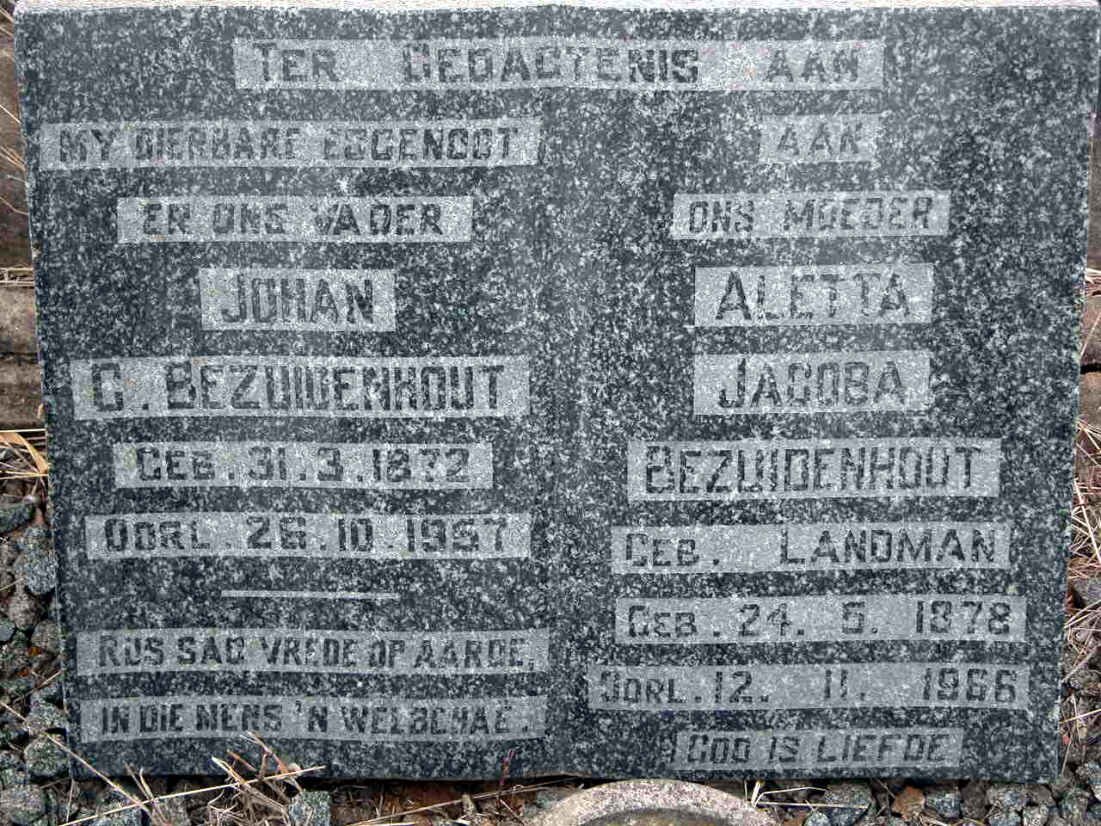 TER GEDAGTENIS AAN
MY DIERBARE EGGENOOT
EN ONS VADER
JOHAN
C. BEZUIDENHOUT
GEB. 31.3.1872
OORL. 26.10.1957
RUS SAG VREDE OP AARDE,
IN DIE MENS 'N WELBEHAE.
AAN
ONS MOEDER
ALETTA
JACOBA
BEZUIDENHOUT
GEB. LANDMAN
GEB. 24. 5. 1878
OORL. 12. 11. 1966
GOD IS LIEFDE